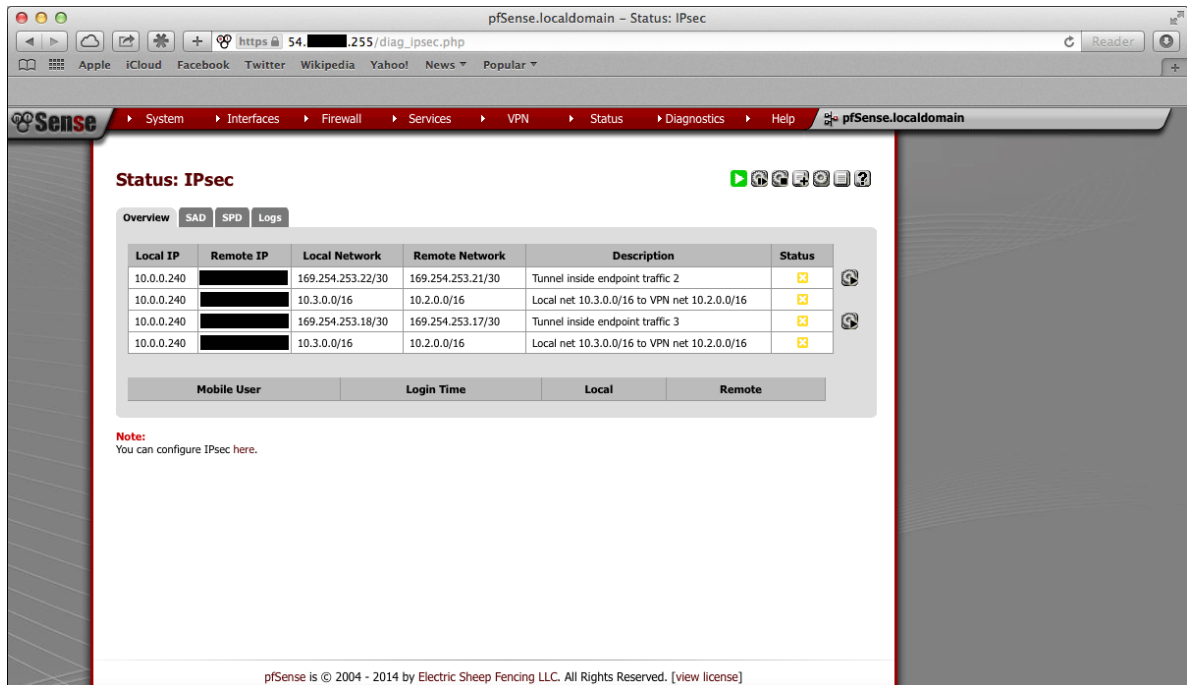 pfSense.localdomain – Status: IPsec
https 54. .255/diag_ipsec.php
Reader
Apple iCloud Facebook Twitter Wikipedia Yahoo! News Popular
Sense System Interfaces Firewall Services VPN Status Diagnostics Help pfSense.localdomain
Status: IPsec
Overview SAD SPD Logs
Local IP Remote IP Local Network Remote Network Description Status
10.0.0.240 169.254.253.22/30 169.254.253.21/30 Tunnel inside endpoint traffic 2
10.0.0.240 10.3.0.0/16 10.2.0.0/16 Local net 10.3.0.0/16 to VPN net 10.2.0.0/16
10.0.0.240 169.254.253.18/30 169.254.253.17/30 Tunnel inside endpoint traffic 3
10.0.0.240 10.3.0.0/16 10.2.0.0/16 Local net 10.3.0.0/16 to VPN net 10.2.0.0/16
Mobile User Login Time Local Remote
Note:
You can configure IPsec here.
pfSense is © 2004 - 2014 by Electric Sheep Fencing LLC. All Rights Reserved. [view license]